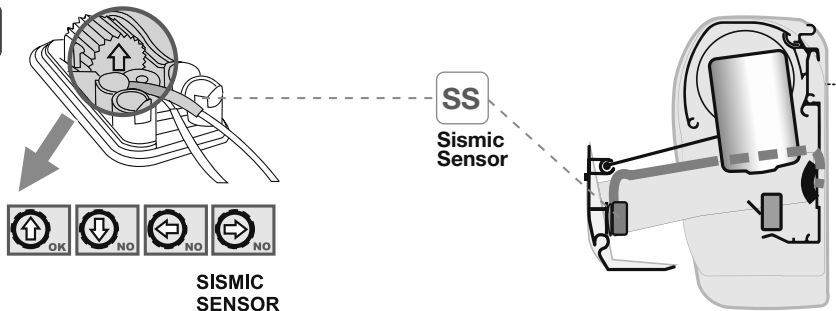 SS
Sismic
Sensor
OK
NO
NO
NO
SISMIC
SENSOR